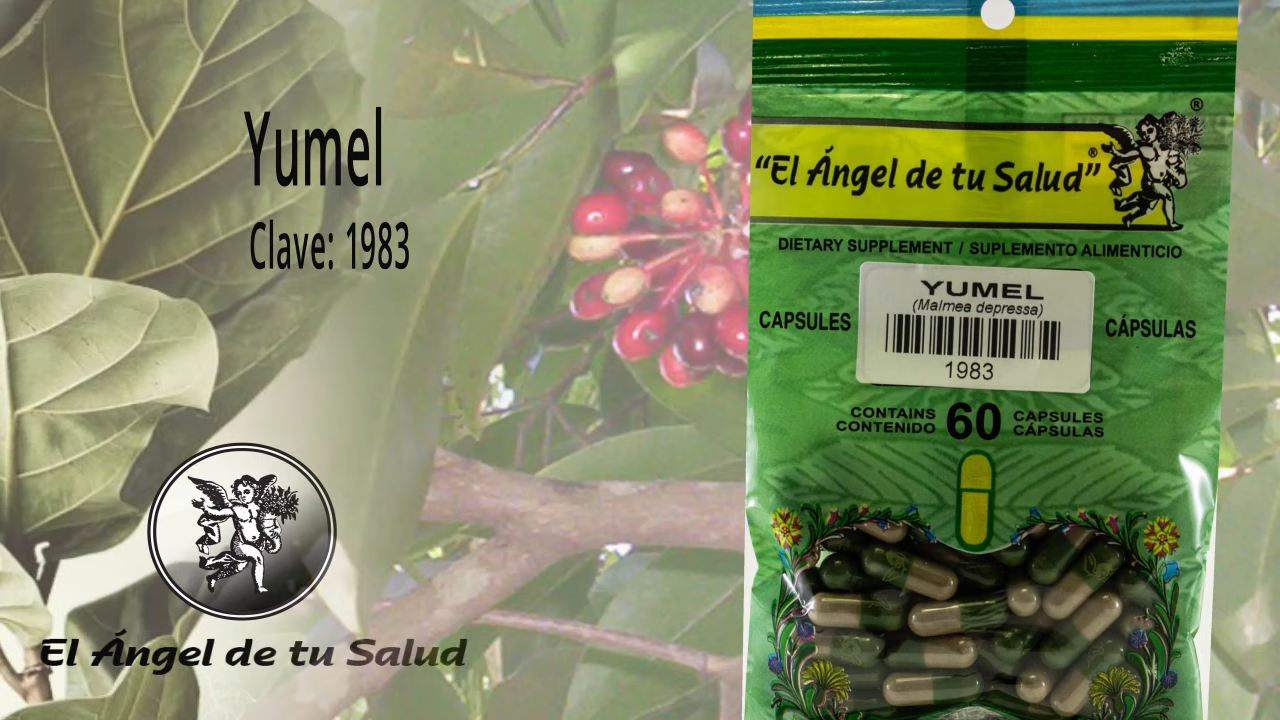 Yumel
Clave: 1983
El Ángel de tu Salud
®
"El Ángel de tu Salud"®
DIETARY SUPPLEMENT / SUPLEMENTO ALIMENTICIO
YUMEL
(Malmea depressa)
CAPSULES
CÁPSULAS
1983
CONTAINS
CONTENIDO
60
CAPSULES
CÁPSULAS